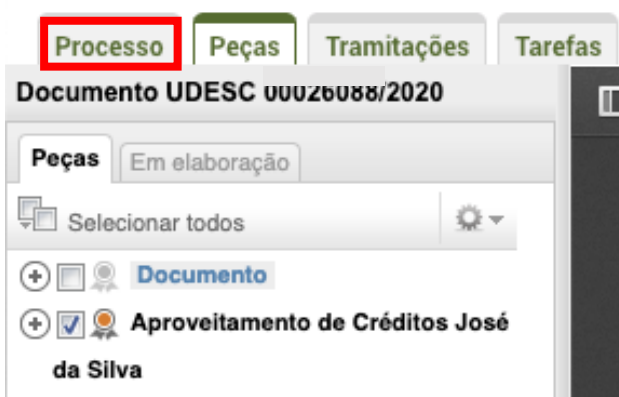 Processo Peças Tramitações Tarefas
Documento UDESC 00026088/2020
Peças Em elaboração
Selecionar todos
Documento
Aproveitamento de Créditos José
da Silva